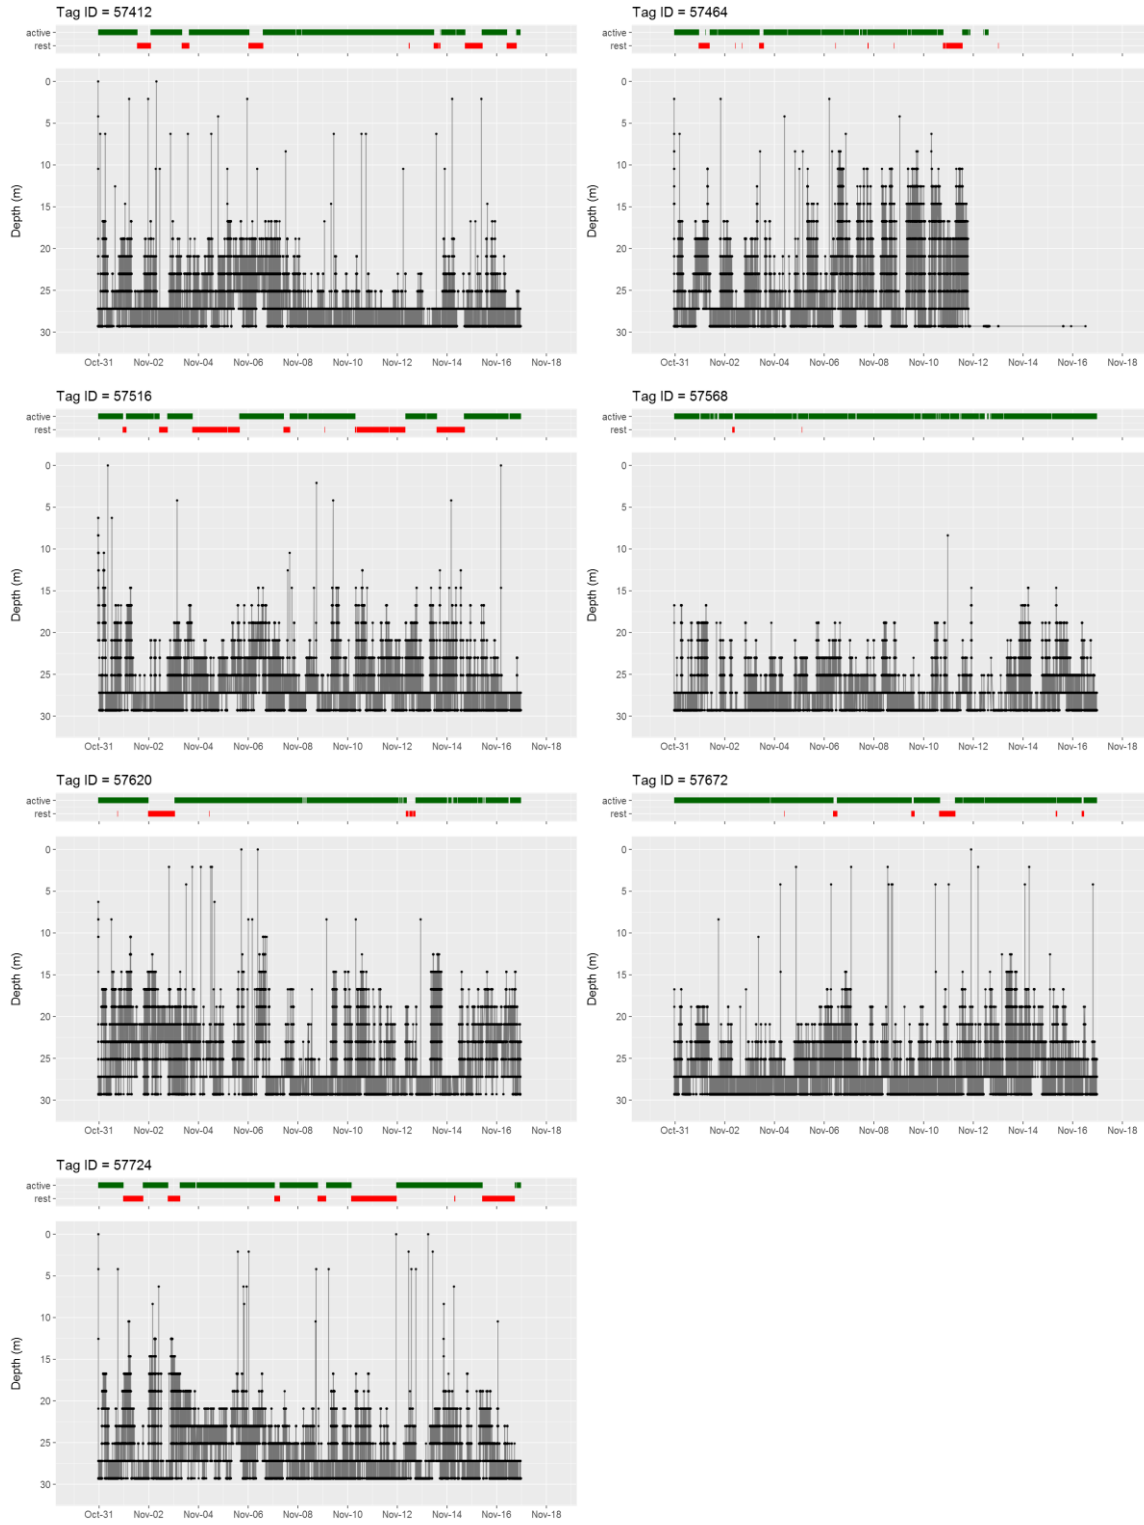 Tag ID = 57412
active
rest
0
5
10
15
20
25
30
Depth (m)
Oct-31 Nov-02 Nov-04 Nov-06 Nov-08 Nov-10 Nov-12 Nov-14 Nov-16 Nov-18
Tag ID = 57464
active
rest
0
5
10
15
20
25
30
Depth (m)
Oct-31 Nov-02 Nov-04 Nov-06 Nov-08 Nov-10 Nov-12 Nov-14 Nov-16 Nov-18
Tag ID = 57516
active
rest
0
5
10
15
20
25
30
Depth (m)
Oct-31 Nov-02 Nov-04 Nov-06 Nov-08 Nov-10 Nov-12 Nov-14 Nov-16 Nov-18
Tag ID = 57568
active
rest
0
5
10
15
20
25
30
Depth (m)
Oct-31 Nov-02 Nov-04 Nov-06 Nov-08 Nov-10 Nov-12 Nov-14 Nov-16 Nov-18
Tag ID = 57620
active
rest
0
5
10
15
20
25
30
Depth (m)
Oct-31 Nov-02 Nov-04 Nov-06 Nov-08 Nov-10 Nov-12 Nov-14 Nov-16 Nov-18
Tag ID = 57672
active
rest
0
5
10
15
20
25
30
Depth (m)
Oct-31 Nov-02 Nov-04 Nov-06 Nov-08 Nov-10 Nov-12 Nov-14 Nov-16 Nov-18
Tag ID = 57724
active
rest
0
5
10
15
20
25
30
Depth (m)
Oct-31 Nov-02 Nov-04 Nov-06 Nov-08 Nov-10 Nov-12 Nov-14 Nov-16 Nov-18